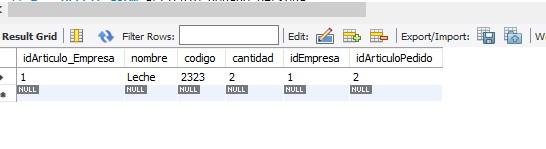 Result Grid Filter Rows: Edit: Export/Import:
idArticulo_Empresa nombre codigo cantidad idEmpresa idArticuloPedido
1 Leche 2323 2 1 2
NULL NULL NULL NULL NULL NULL